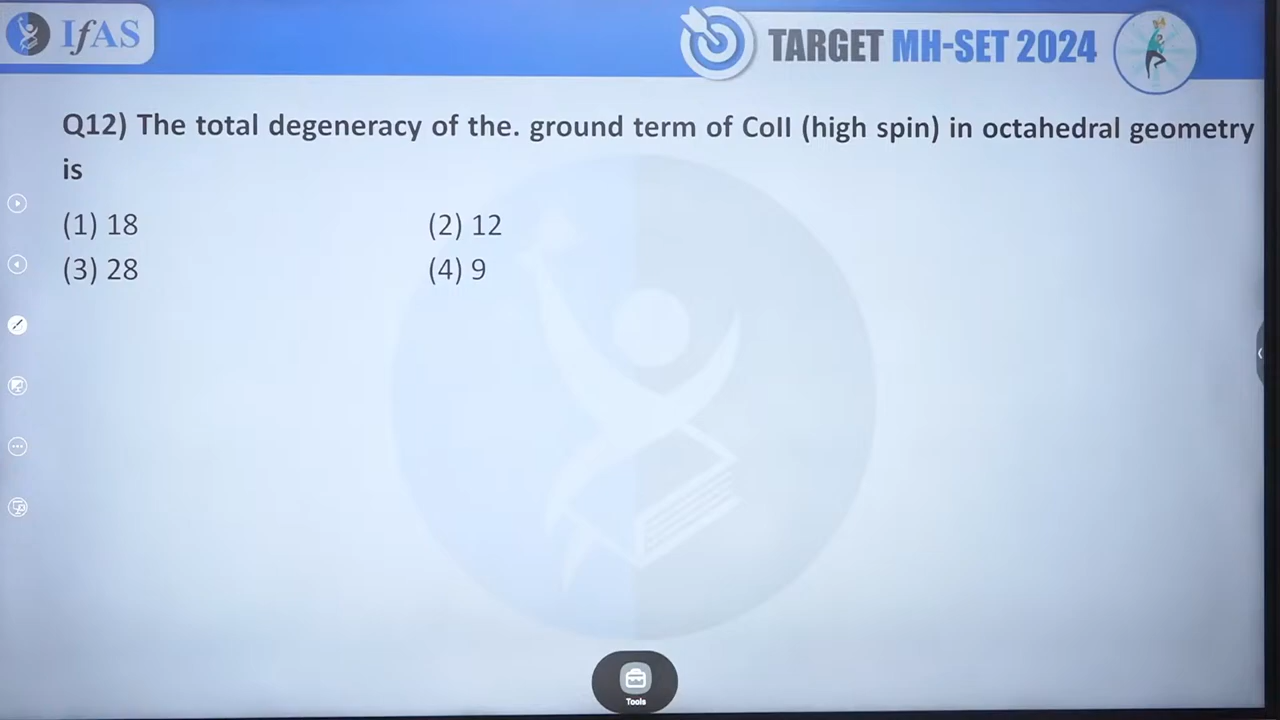 IfAS
TARGET MH-SET 2024
Q12) The total degeneracy of the. ground term of CoII (high spin) in octahedral geometry
is
(1) 18 (2) 12
(3) 28 (4) 9
Tools